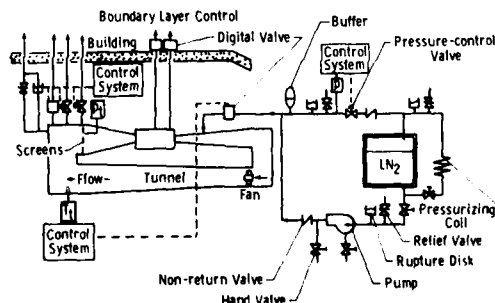 Boundary Layer Control
Building
Digital Valve
Buffer
Control
System
Control
System
Pressure-control
Valve
Screens
LN2
Flow
Tunnel
Fan
Control
System
Pressurizing
Coil
Relief Valve
Rupture Disk
Non-return Valve
Pump
Hand Valve